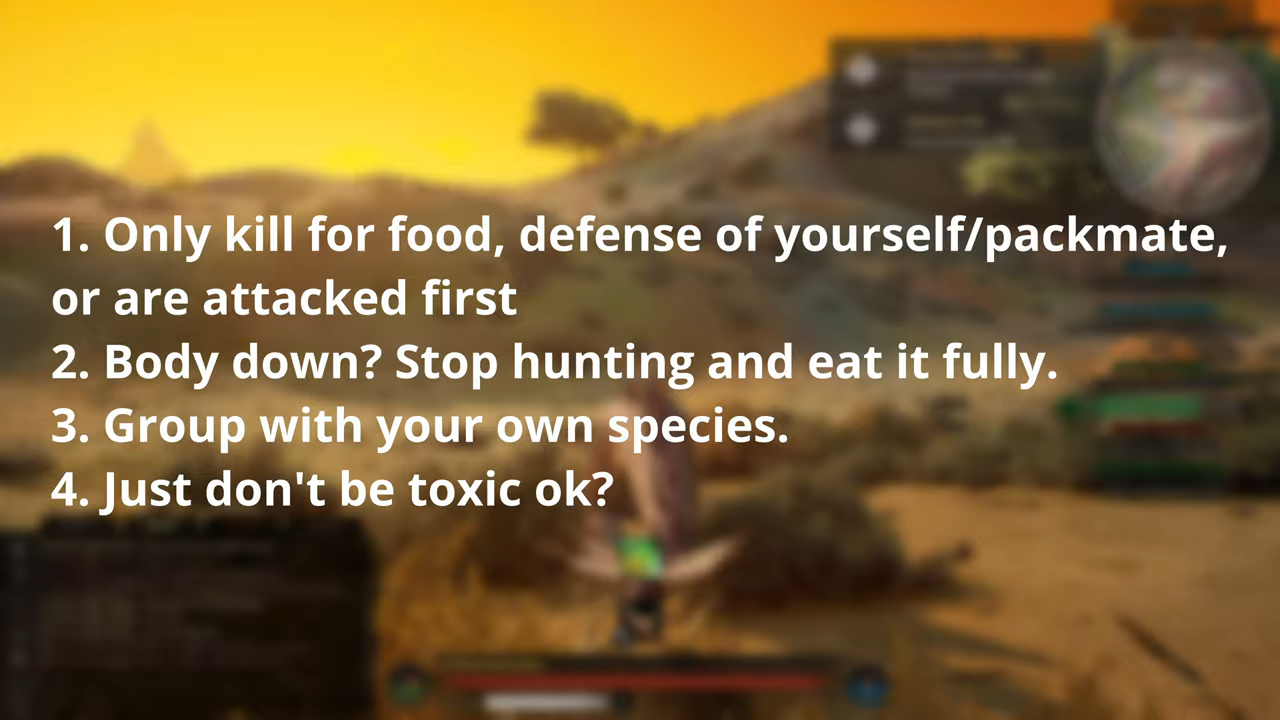 1. Only kill for food, defense of yourself/packmate,
or are attacked first
2. Body down? Stop hunting and eat it fully.
3. Group with your own species.
4. Just don't be toxic ok?